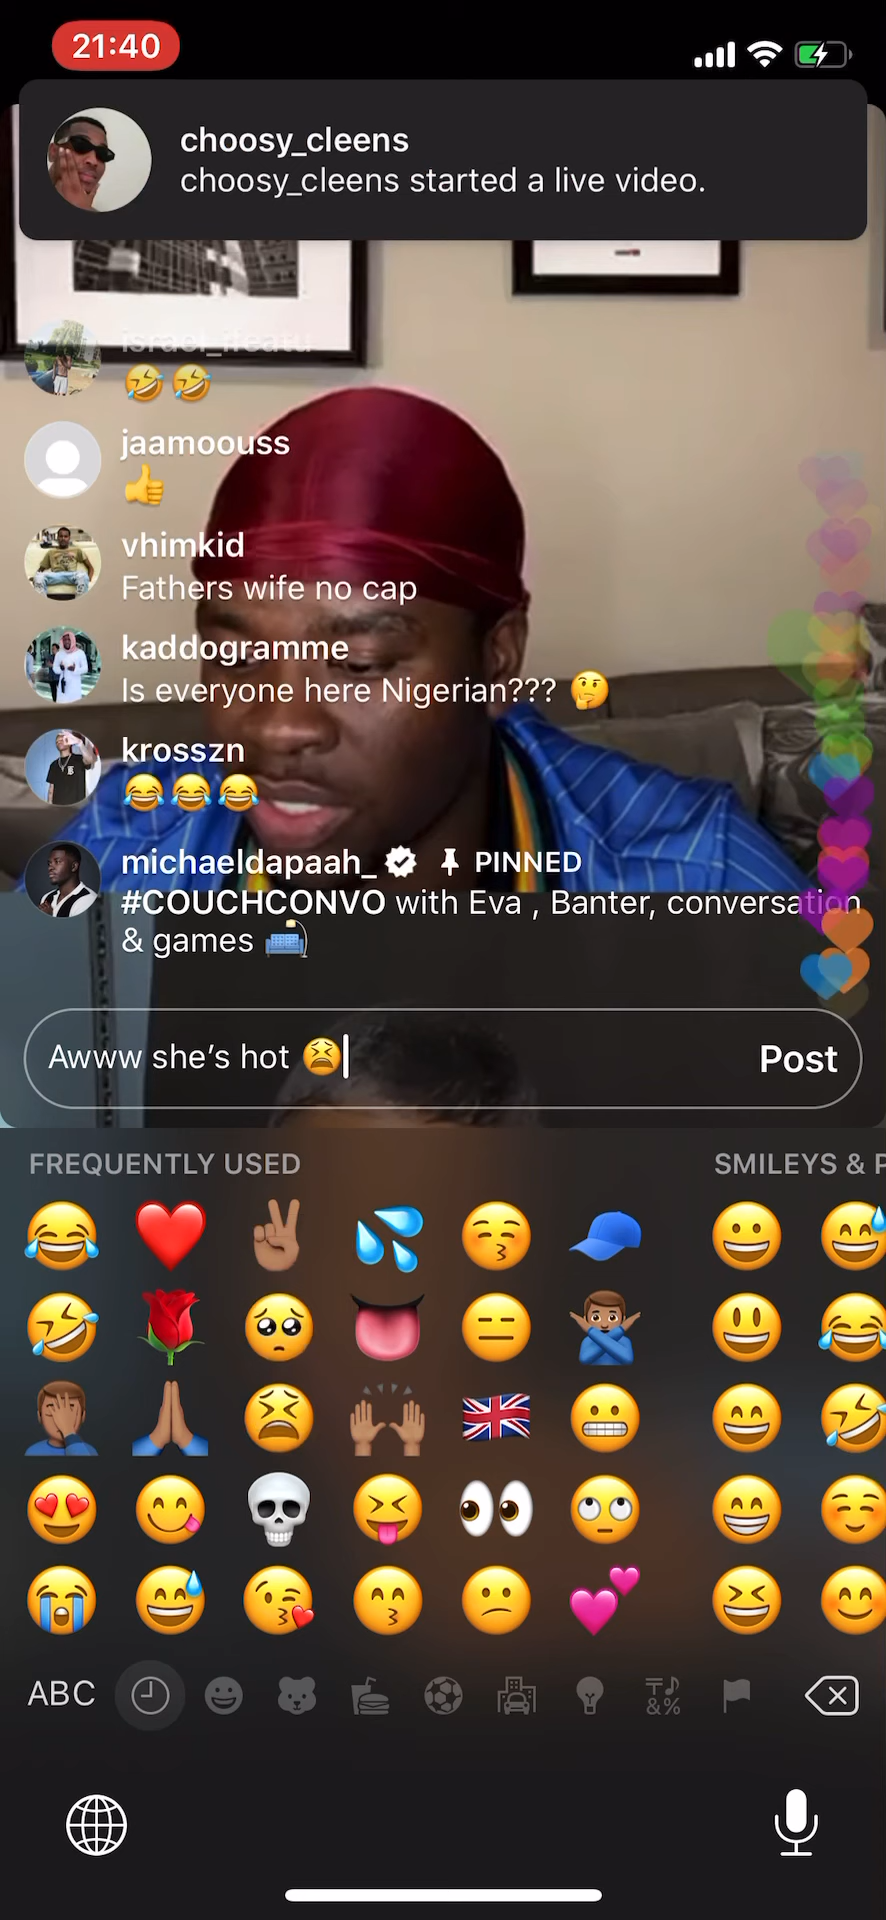 21:40
choosy_cleens
choosy_cleens started a live video.
israel_ifeatu
🤣🤣
jaamoouss
👍
vhimkid
Fathers wife no cap
kaddogramme
Is everyone here Nigerian??? 🤔
krosszn
😂😂😂
michaeldapaah_ PINNED
#COUCHCONVO with Eva , Banter, conversation
& games 🛋️
Awww she’s hot 😫
Post
FREQUENTLY USED
SMILEYS & P
ABC